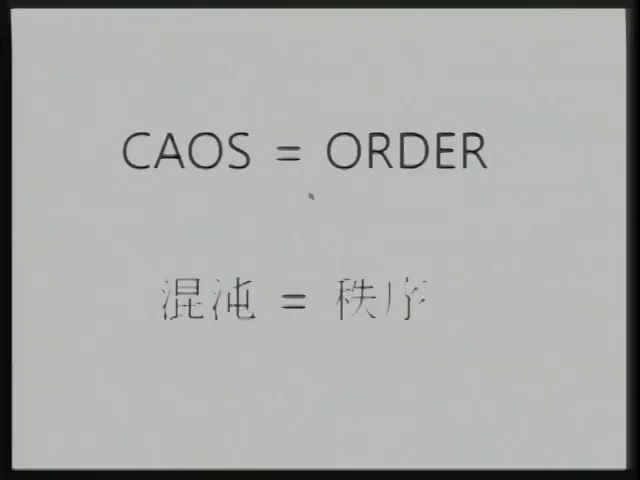 CAOS = ORDER
混沌 = 秩序